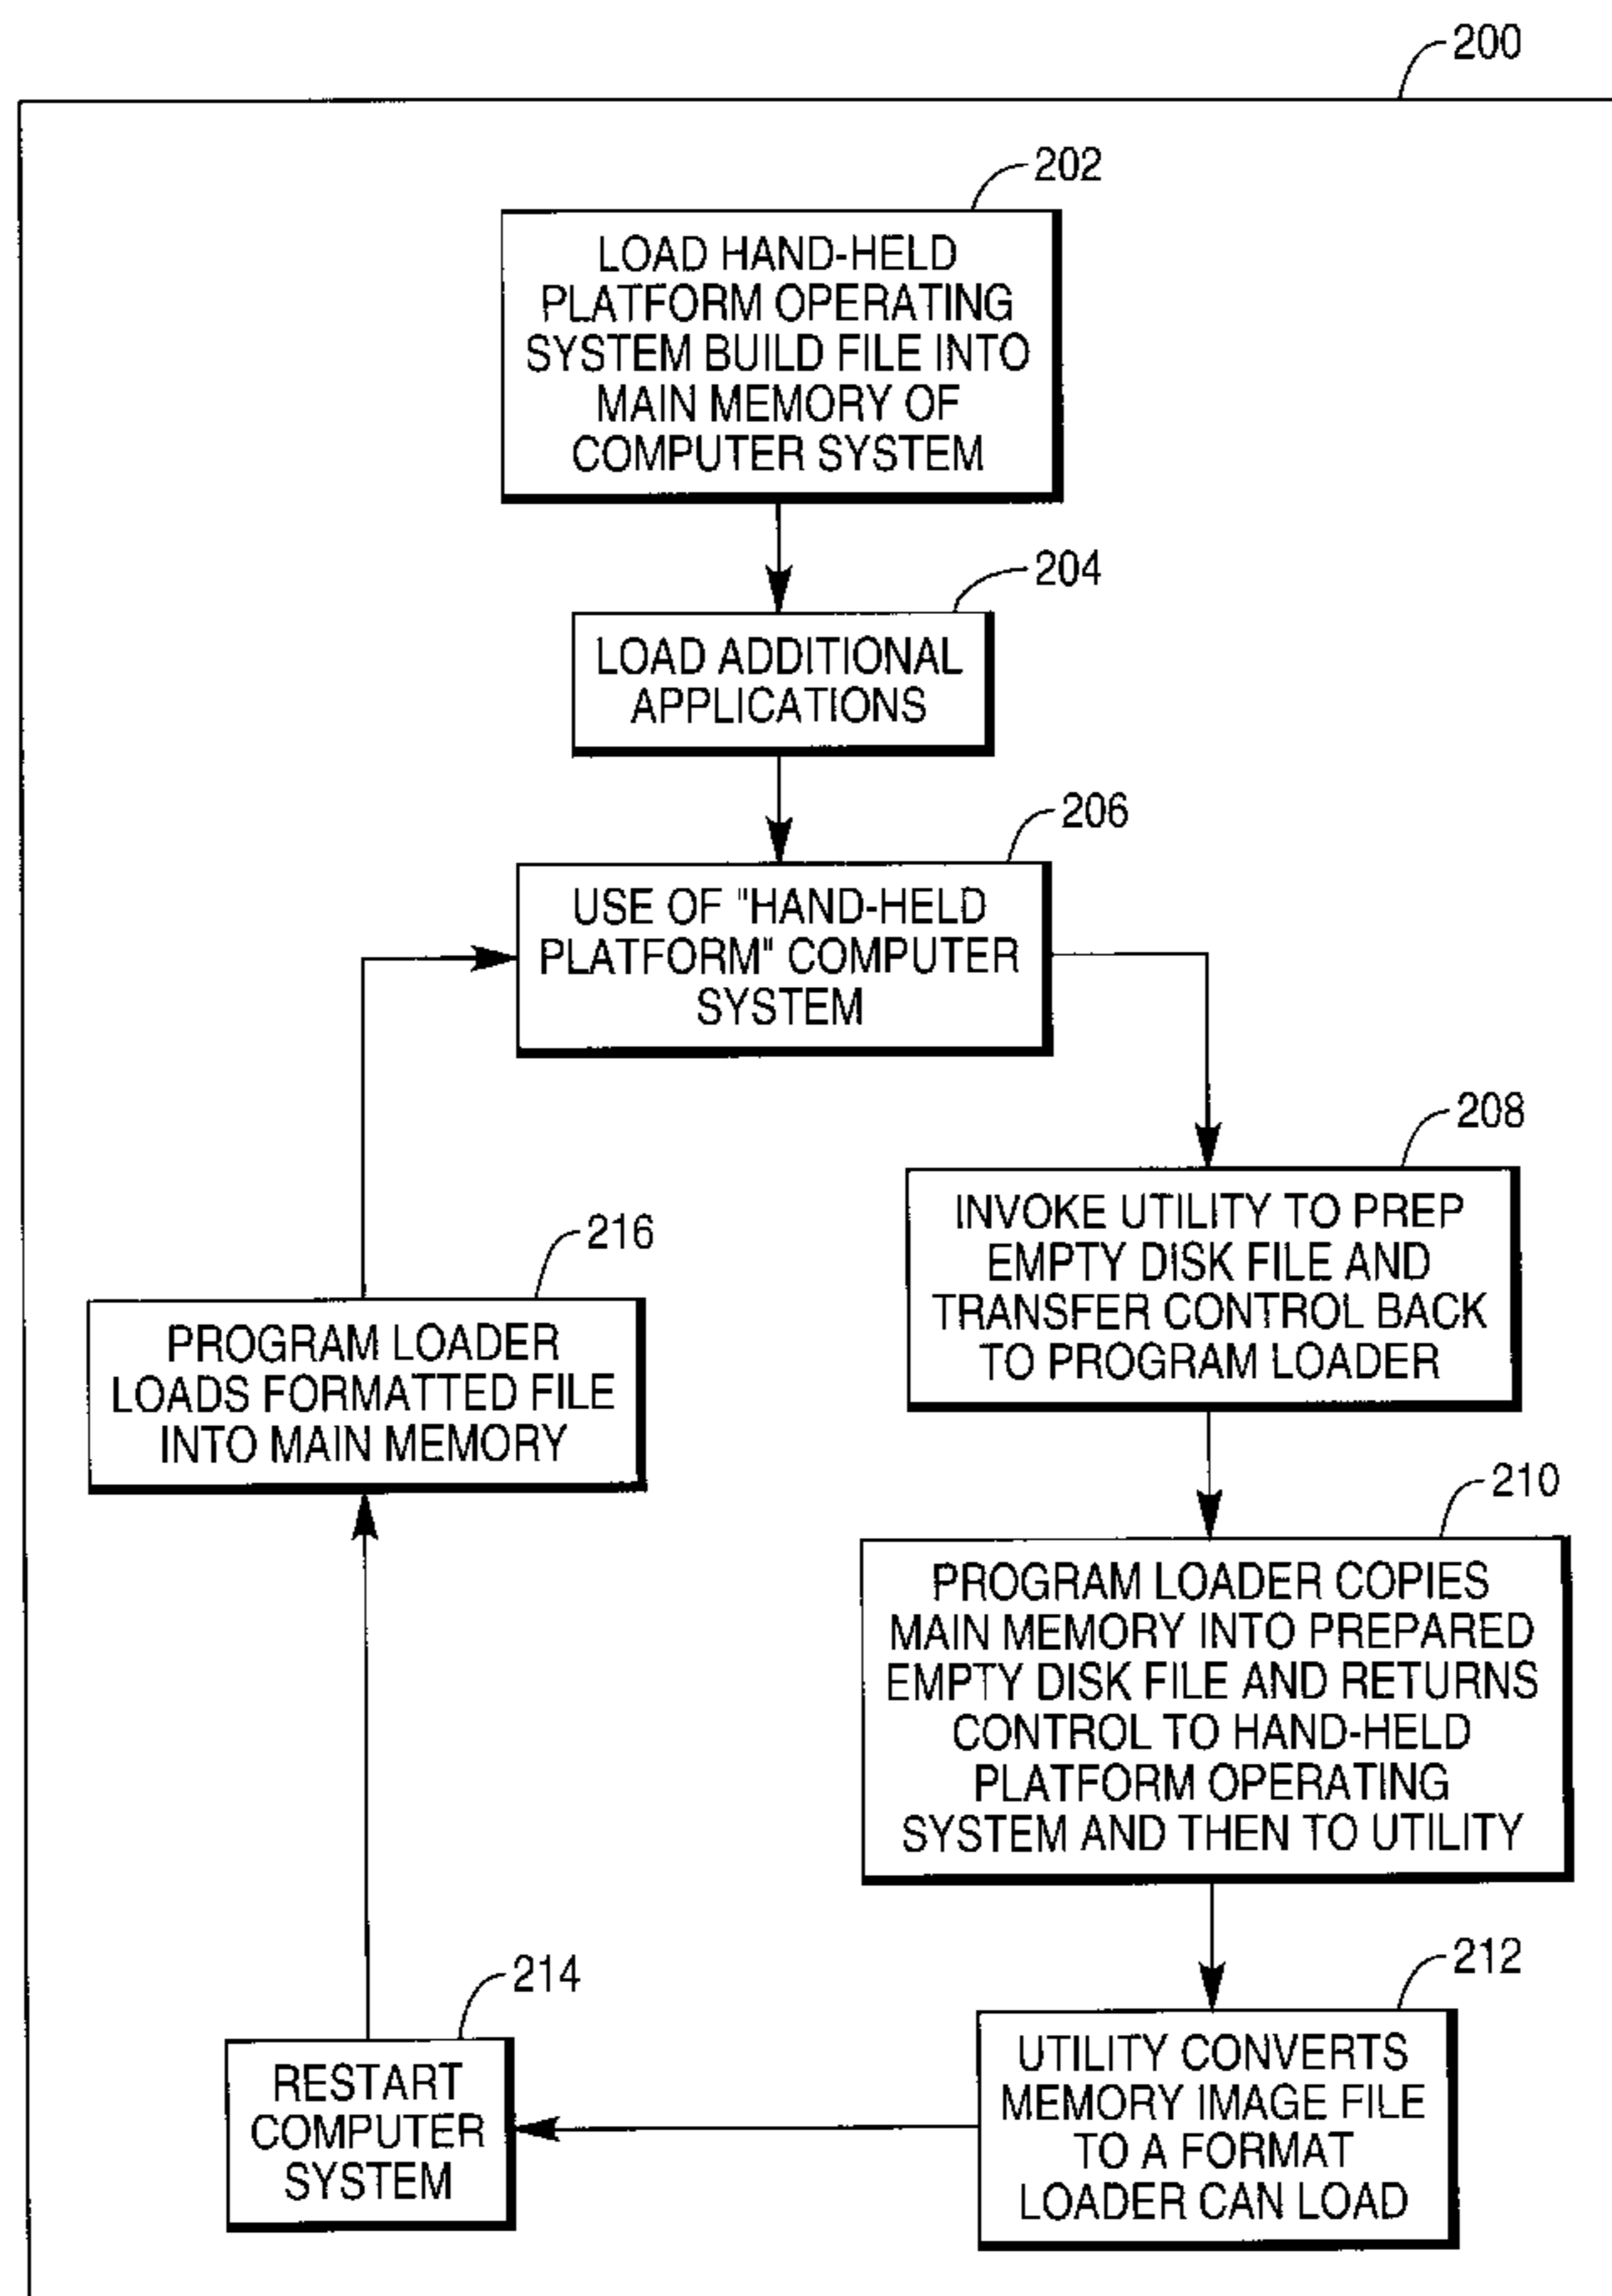 200
202
LOAD HAND-HELD
PLATFORM OPERATING
SYSTEM BUILD FILE INTO
MAIN MEMORY OF
COMPUTER SYSTEM
204
LOAD ADDITIONAL
APPLICATIONS
206
USE OF "HAND-HELD
PLATFORM" COMPUTER
SYSTEM
208
INVOKE UTILITY TO PREP
EMPTY DISK FILE AND
TRANSFER CONTROL BACK
TO PROGRAM LOADER
216
PROGRAM LOADER
LOADS FORMATTED FILE
INTO MAIN MEMORY
210
PROGRAM LOADER COPIES
MAIN MEMORY INTO PREPARED
EMPTY DISK FILE AND RETURNS
CONTROL TO HAND-HELD
PLATFORM OPERATING
SYSTEM AND THEN TO UTILITY
212
UTILITY CONVERTS
MEMORY IMAGE FILE
TO A FORMAT
LOADER CAN LOAD
214
RESTART
COMPUTER
SYSTEM